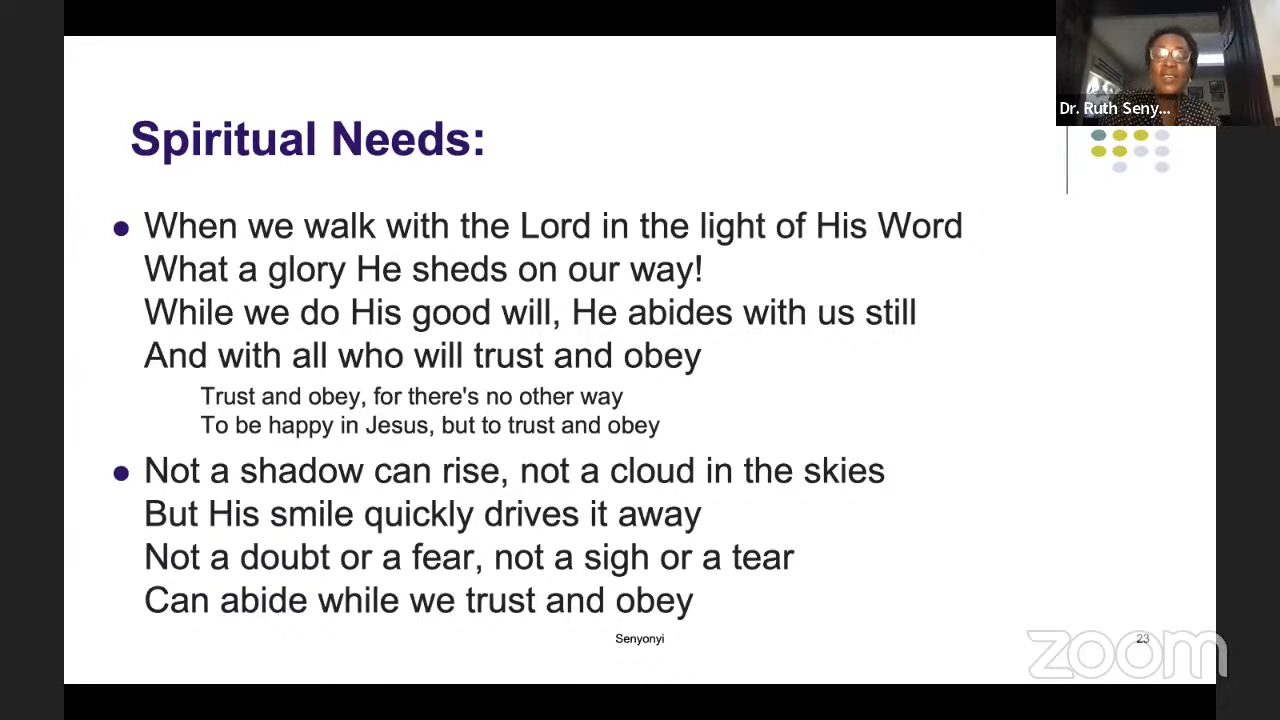 Dr. Ruth Seny...
Spiritual Needs:
● When we walk with the Lord in the light of His Word
What a glory He sheds on our way!
While we do His good will, He abides with us still
And with all who will trust and obey
Trust and obey, for there's no other way
To be happy in Jesus, but to trust and obey
● Not a shadow can rise, not a cloud in the skies
But His smile quickly drives it away
Not a doubt or a fear, not a sigh or a tear
Can abide while we trust and obey
Senyonyi
23
zoom